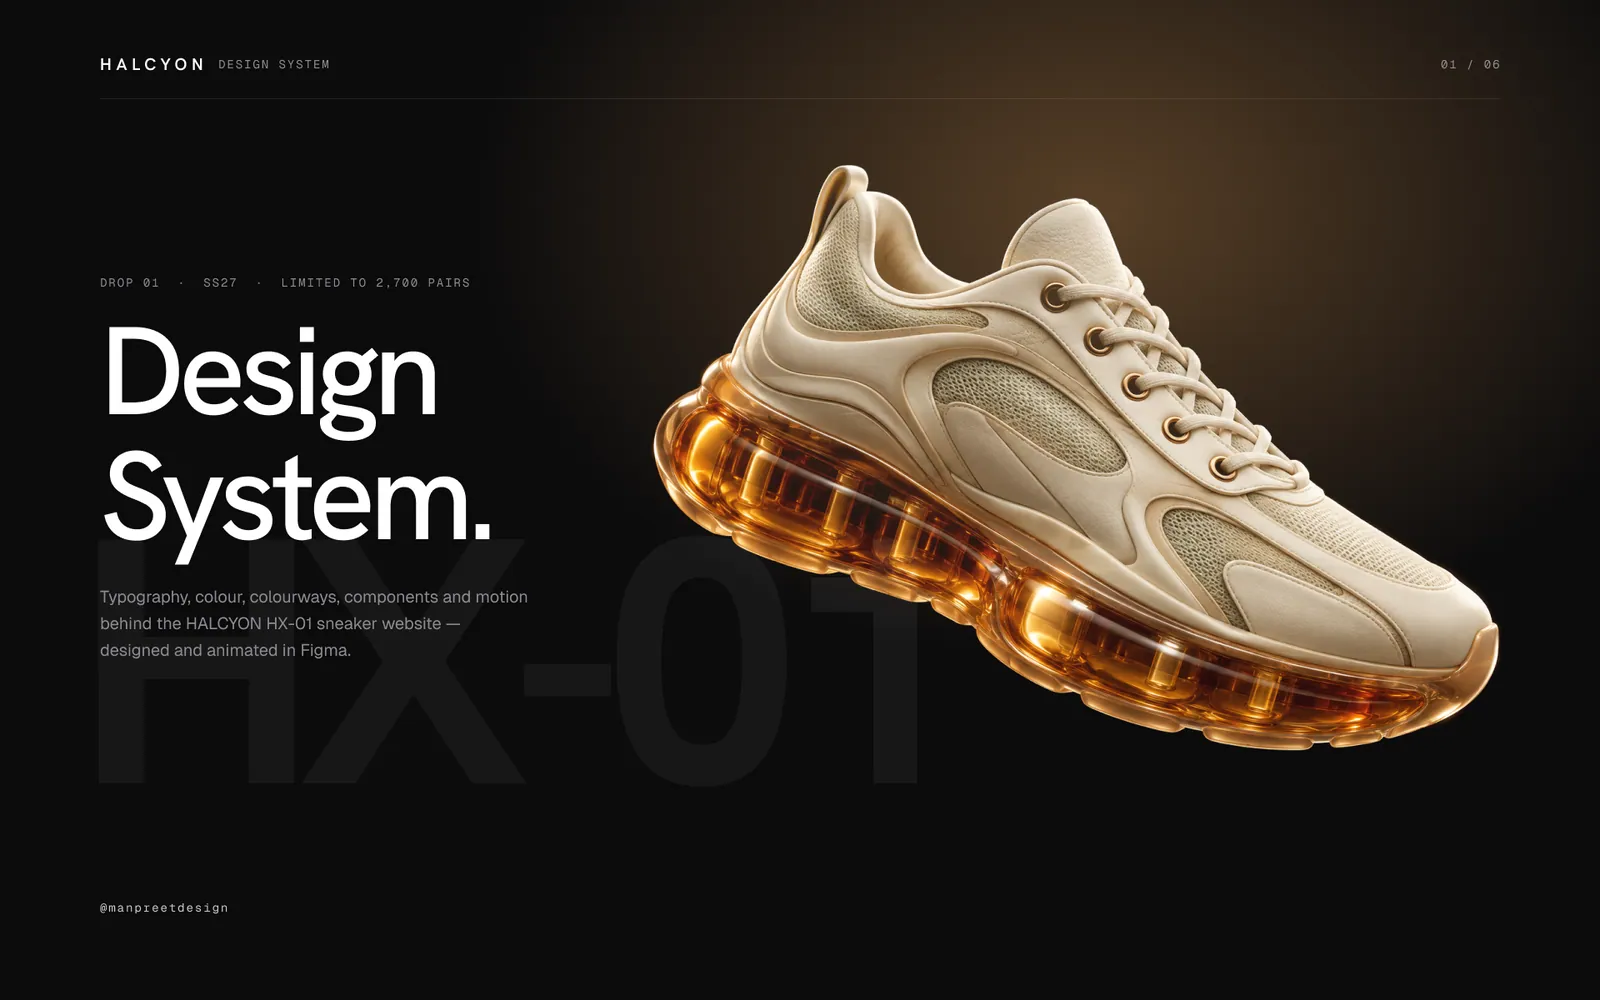 HALCYON DESIGN SYSTEM
01 / 06
DROP 01 · SS27 · LIMITED TO 2,700 PAIRS
Design
System.
HX-01
Typography, colour, colourways, components and motion
behind the HALCYON HX-01 sneaker website —
designed and animated in Figma.
@manpreetdesign